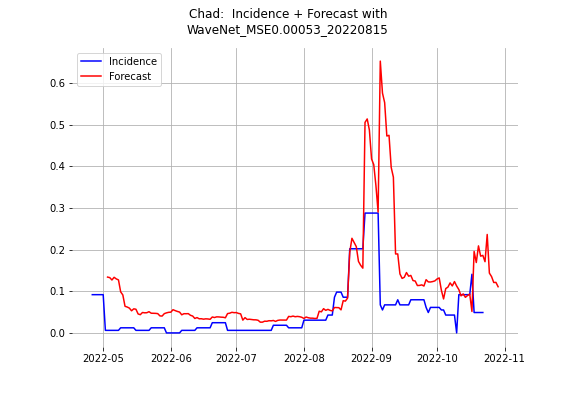 Chad:  Incidence + Forecast with
WaveNet_MSE0.00053_20220815
Incidence
Forecast
0.6
0.5
0.4
0.3
0.2
0.1
0.0
2022-05 2022-06 2022-07 2022-08 2022-09 2022-10 2022-11